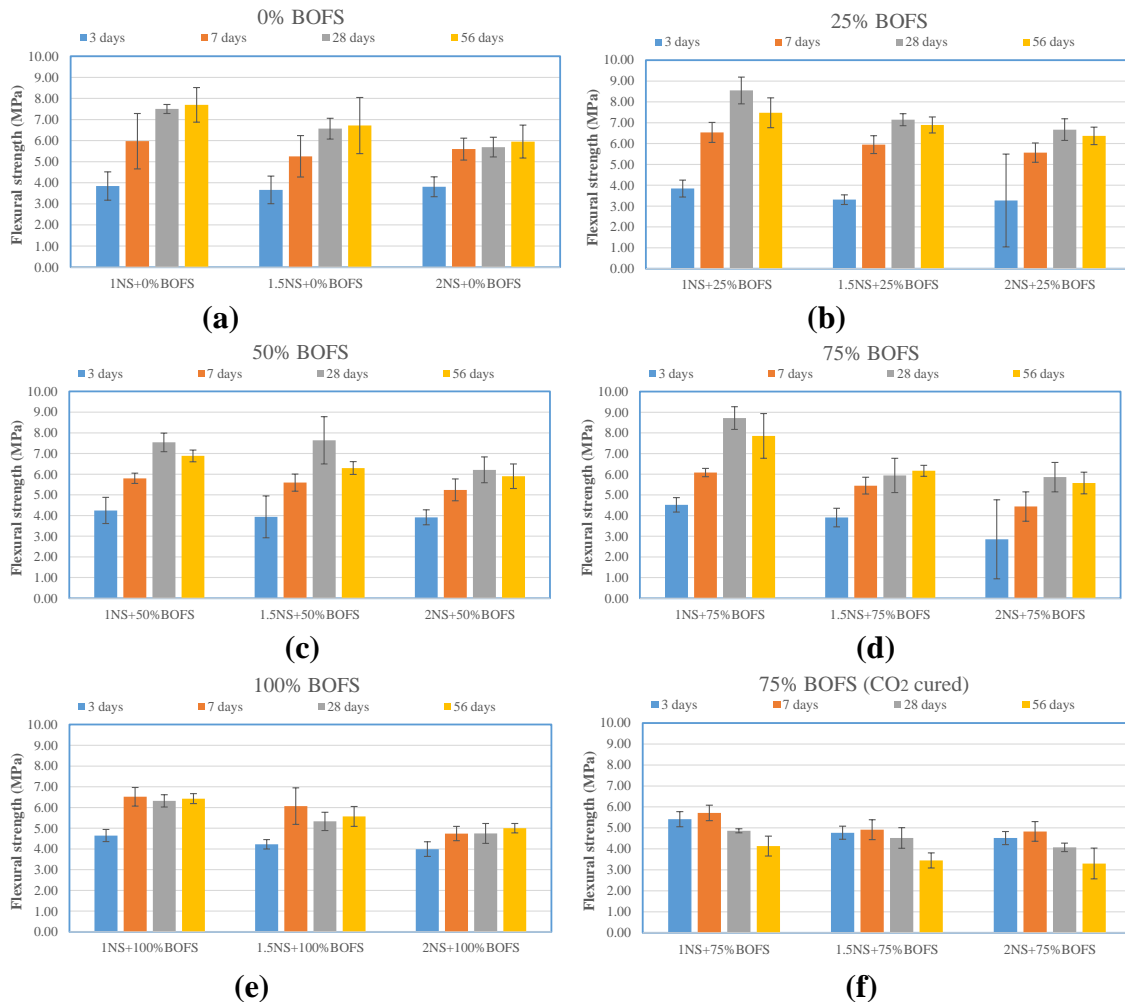 0% BOFS
3 days 7 days 28 days 56 days
Flexural strength (MPa)
10.00
9.00
8.00
7.00
6.00
5.00
4.00
3.00
2.00
1.00
0.00
1NS+0%BOFS 1.5NS+0%BOFS 2NS+0%BOFS
(a)
25% BOFS
3 days 7 days 28 days 56 days
Flexural strength (MPa)
10.00
9.00
8.00
7.00
6.00
5.00
4.00
3.00
2.00
1.00
0.00
1NS+25%BOFS 1.5NS+25%BOFS 2NS+25%BOFS
(b)
50% BOFS
3 days 7 days 28 days 56 days
Flexural strength (MPa)
10.00
9.00
8.00
7.00
6.00
5.00
4.00
3.00
2.00
1.00
0.00
1NS+50%BOFS 1.5NS+50%BOFS 2NS+50%BOFS
(c)
75% BOFS
3 days 7 days 28 days 56 days
Flexural strength (MPa)
10.00
9.00
8.00
7.00
6.00
5.00
4.00
3.00
2.00
1.00
0.00
1NS+75%BOFS 1.5NS+75%BOFS 2NS+75%BOFS
(d)
100% BOFS
3 days 7 days 28 days 56 days
Flexural strength (MPa)
10.00
9.00
8.00
7.00
6.00
5.00
4.00
3.00
2.00
1.00
0.00
1NS+100%BOFS 1.5NS+100%BOFS 2NS+100%BOFS
(e)
75% BOFS (CO2 cured)
3 days 7 days 28 days 56 days
Flexural strength (MPa)
10.00
9.00
8.00
7.00
6.00
5.00
4.00
3.00
2.00
1.00
0.00
1NS+75%BOFS 1.5NS+75%BOFS 2NS+75%BOFS
(f)